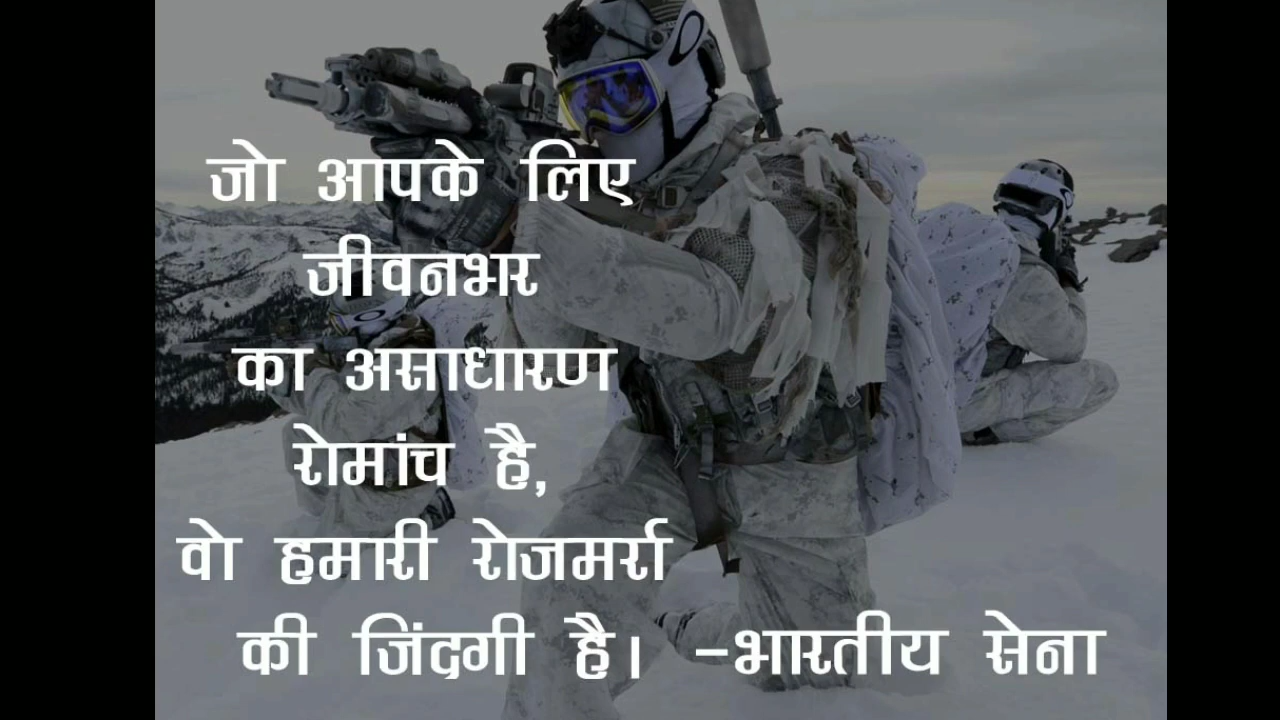 जो आपके लिए
जीवनभर
का असाधारण
रोमांच है,
वो हमारी रोजमर्रा
की जिंदगी है। -भारतीय सेना